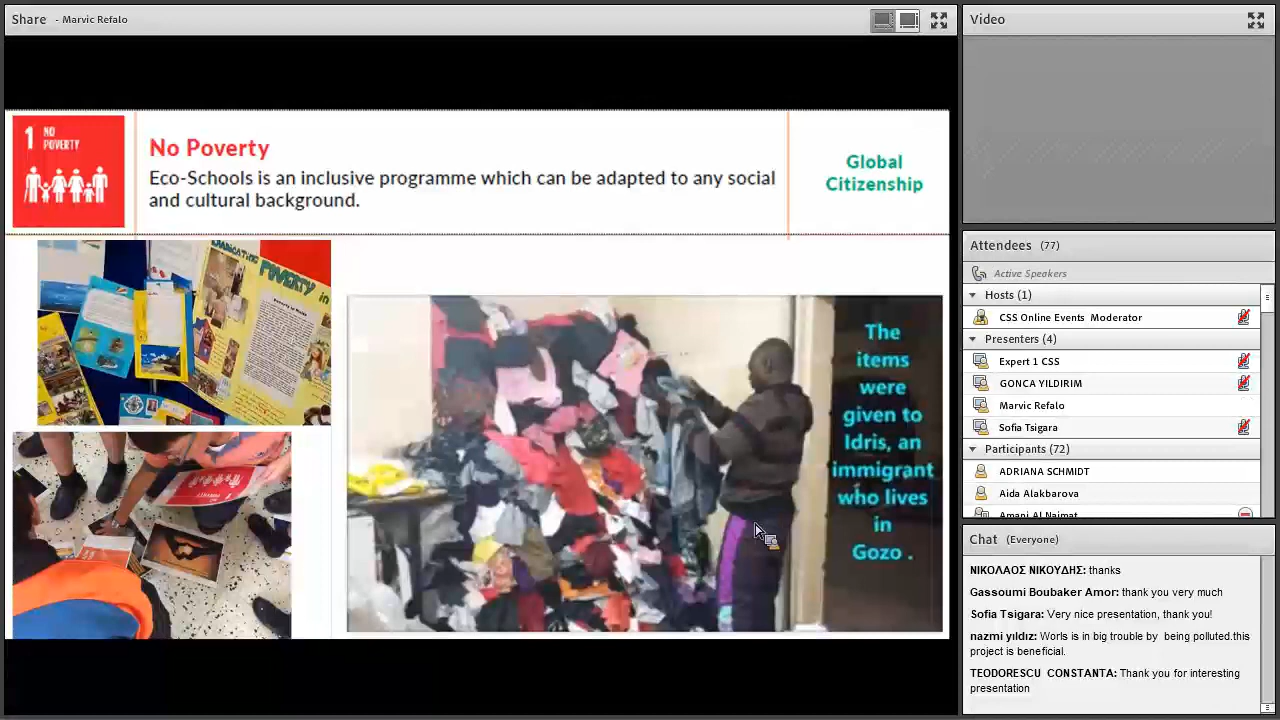 Share - Marvic Refalo
1 NO
POVERTY
No Poverty
Eco-Schools is an inclusive programme which can be adapted to any social
and cultural background.
Global
Citizenship
POVERTY in
The
items
were
given to
Idris, an
immigrant
who lives
in
Gozo .
Video
Attendees (77)
Active Speakers
Hosts (1)
CSS Online Events Moderator
Presenters (4)
Expert 1 CSS
GONCA YILDIRIM
Marvic Refalo
Sofia Tsigara
Participants (72)
ADRIANA SCHMIDT
Aida Alakbarova
Amani Al Najmat
Chat (Everyone)
ΝΙΚΟΛΑΟΣ ΝΙΚΟΥΔΗΣ: thanks
Gassoumi Boubaker Amor: thank you very much
Sofia Tsigara: Very nice presentation, thank you!
nazmi yıldız: Worls is in big trouble by being polluted.this
project is beneficial.
TEODORESCU CONSTANTA: Thank you for interesting
presentation